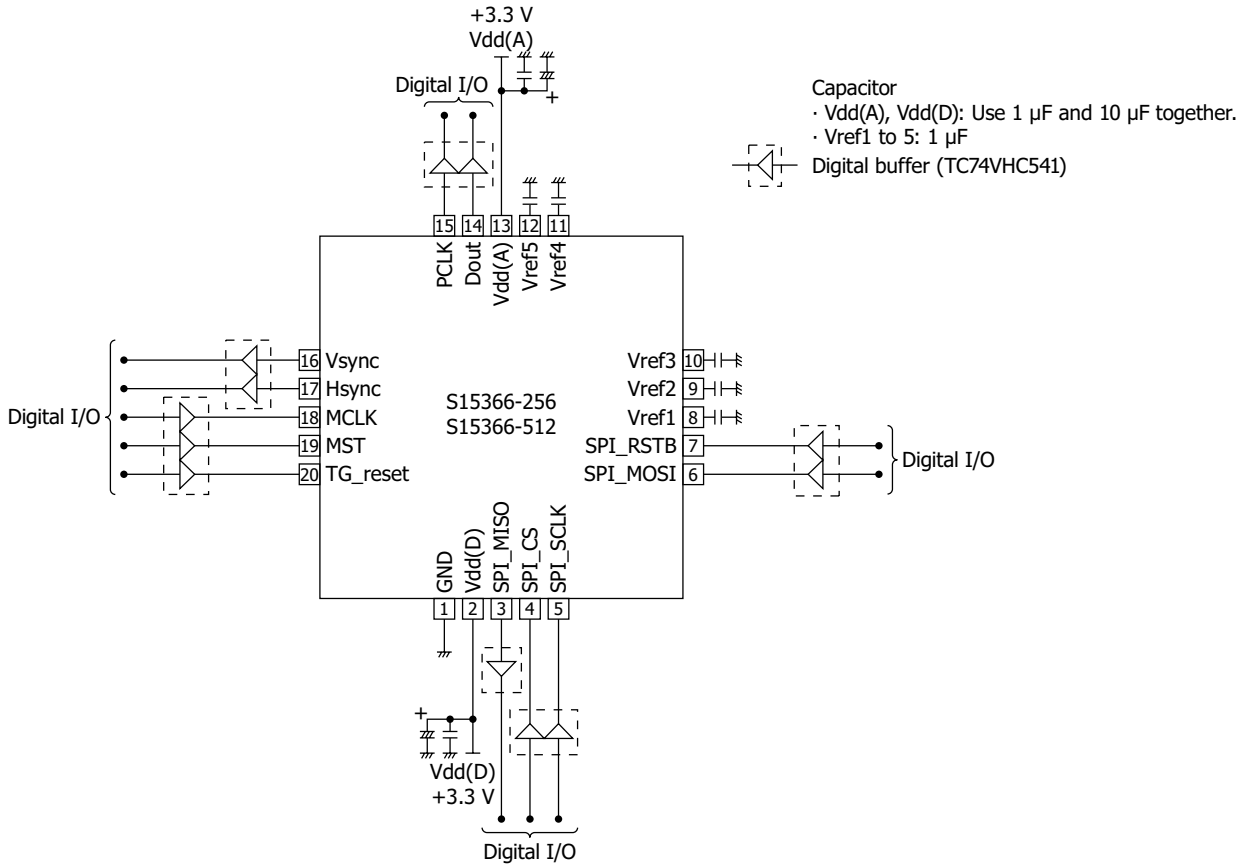 +3.3 V
Vdd(A)
Digital I/O
+
Capacitor
· Vdd(A), Vdd(D): Use 1 µF and 10 µF together.
· Vref1 to 5: 1 µF
Digital buffer (TC74VHC541)
15 14 13 12 11
PCLK
Dout
Vdd(A)
Vref5
Vref4
16 Vsync
17 Hsync
18 MCLK
19 MST
20 TG_reset
Digital I/O
S15366-256
S15366-512
Vref3 10
Vref2 9
Vref1 8
SPI_RSTB 7
SPI_MOSI 6
Digital I/O
GND
Vdd(D)
SPI_MISO
SPI_CS
SPI_SCLK
1 2 3 4 5
+
Vdd(D)
+3.3 V
Digital I/O